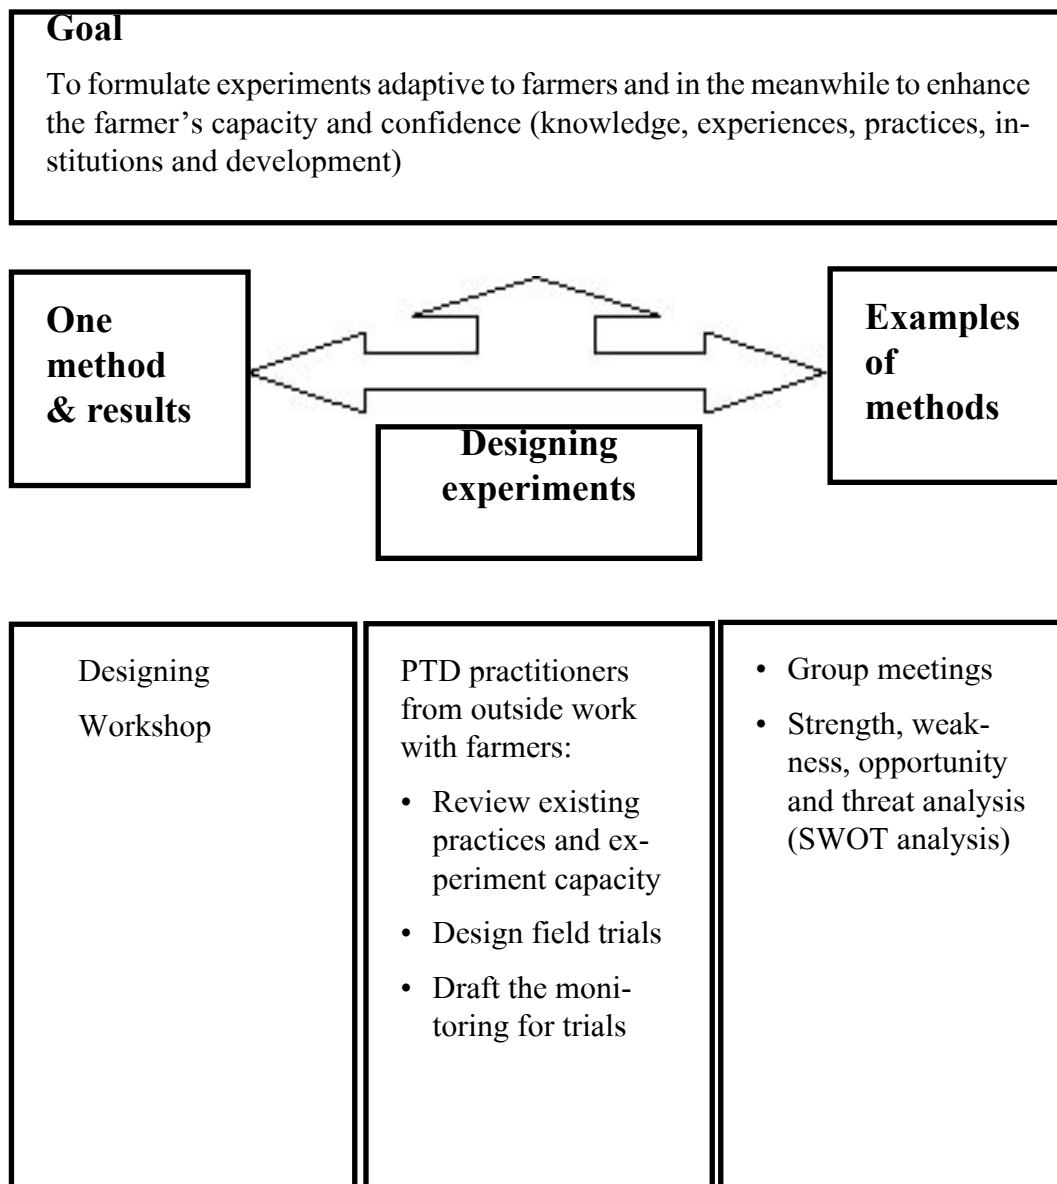 Goal
To formulate experiments adaptive to farmers and in the meanwhile to enhance
the farmer’s capacity and confidence (knowledge, experiences, practices, in-
stitutions and development)
One
method
& results
Examples
of
methods
Designing
experiments
Designing
Workshop
PTD practitioners
from outside work
with farmers:
• Review existing
practices and ex-
periment capacity
• Design field trials
• Draft the moni-
toring for trials
• Group meetings
• Strength, weak-
ness, opportunity
and threat analysis
(SWOT analysis)